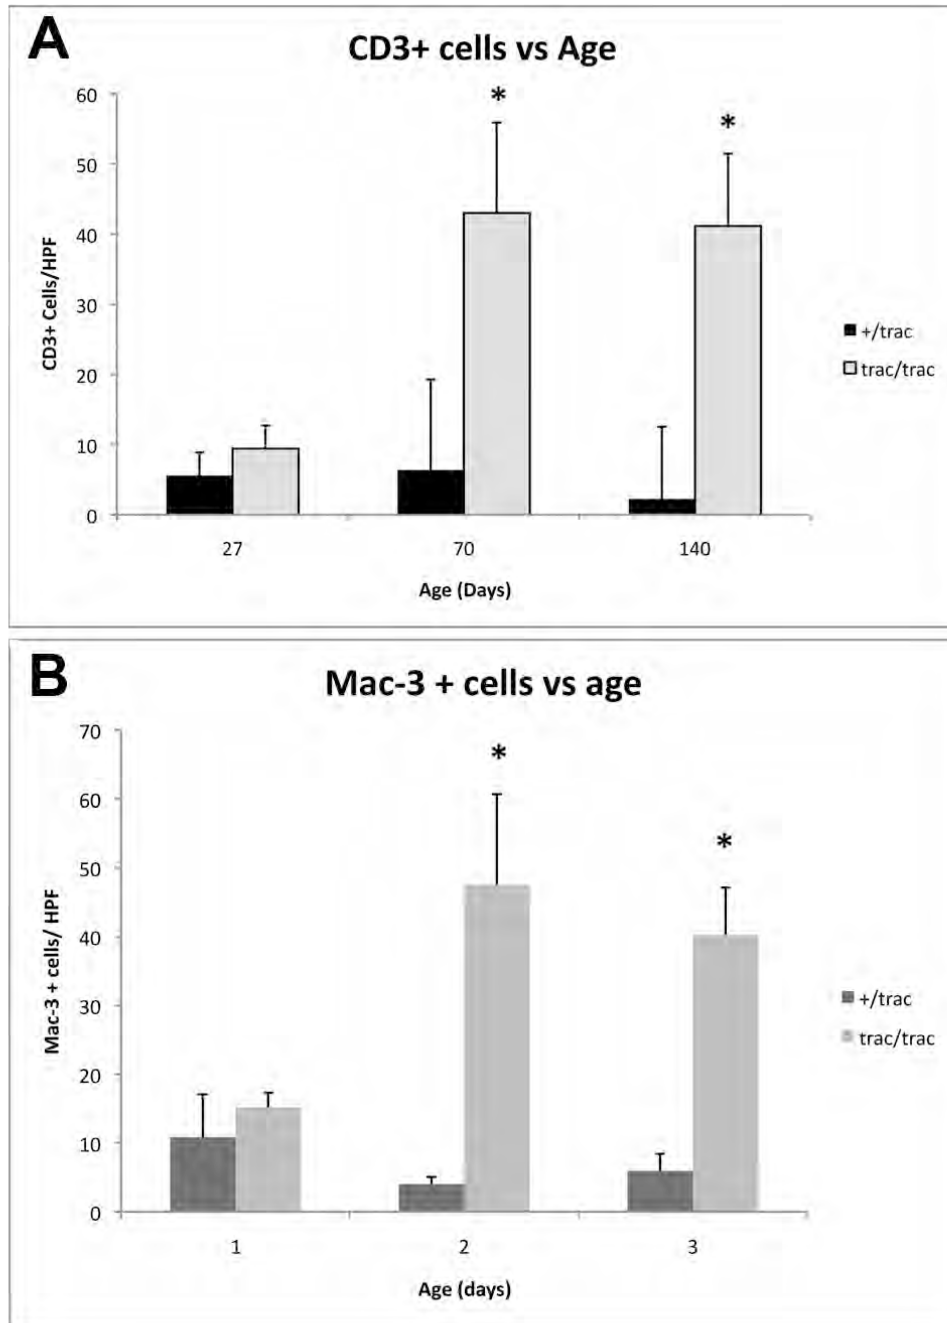 A
CD3+ cells vs Age
60
*
*
50
40
30
20
10
0
CD3+ Cells/HPF
+/trac
trac/trac
27 70 140
Age (Days)
B
Mac-3 + cells vs age
70
*
60
*
50
40
30
20
10
0
Mac-3 + cells/ HPF
+/trac
trac/trac
1 2 3
Age (days)